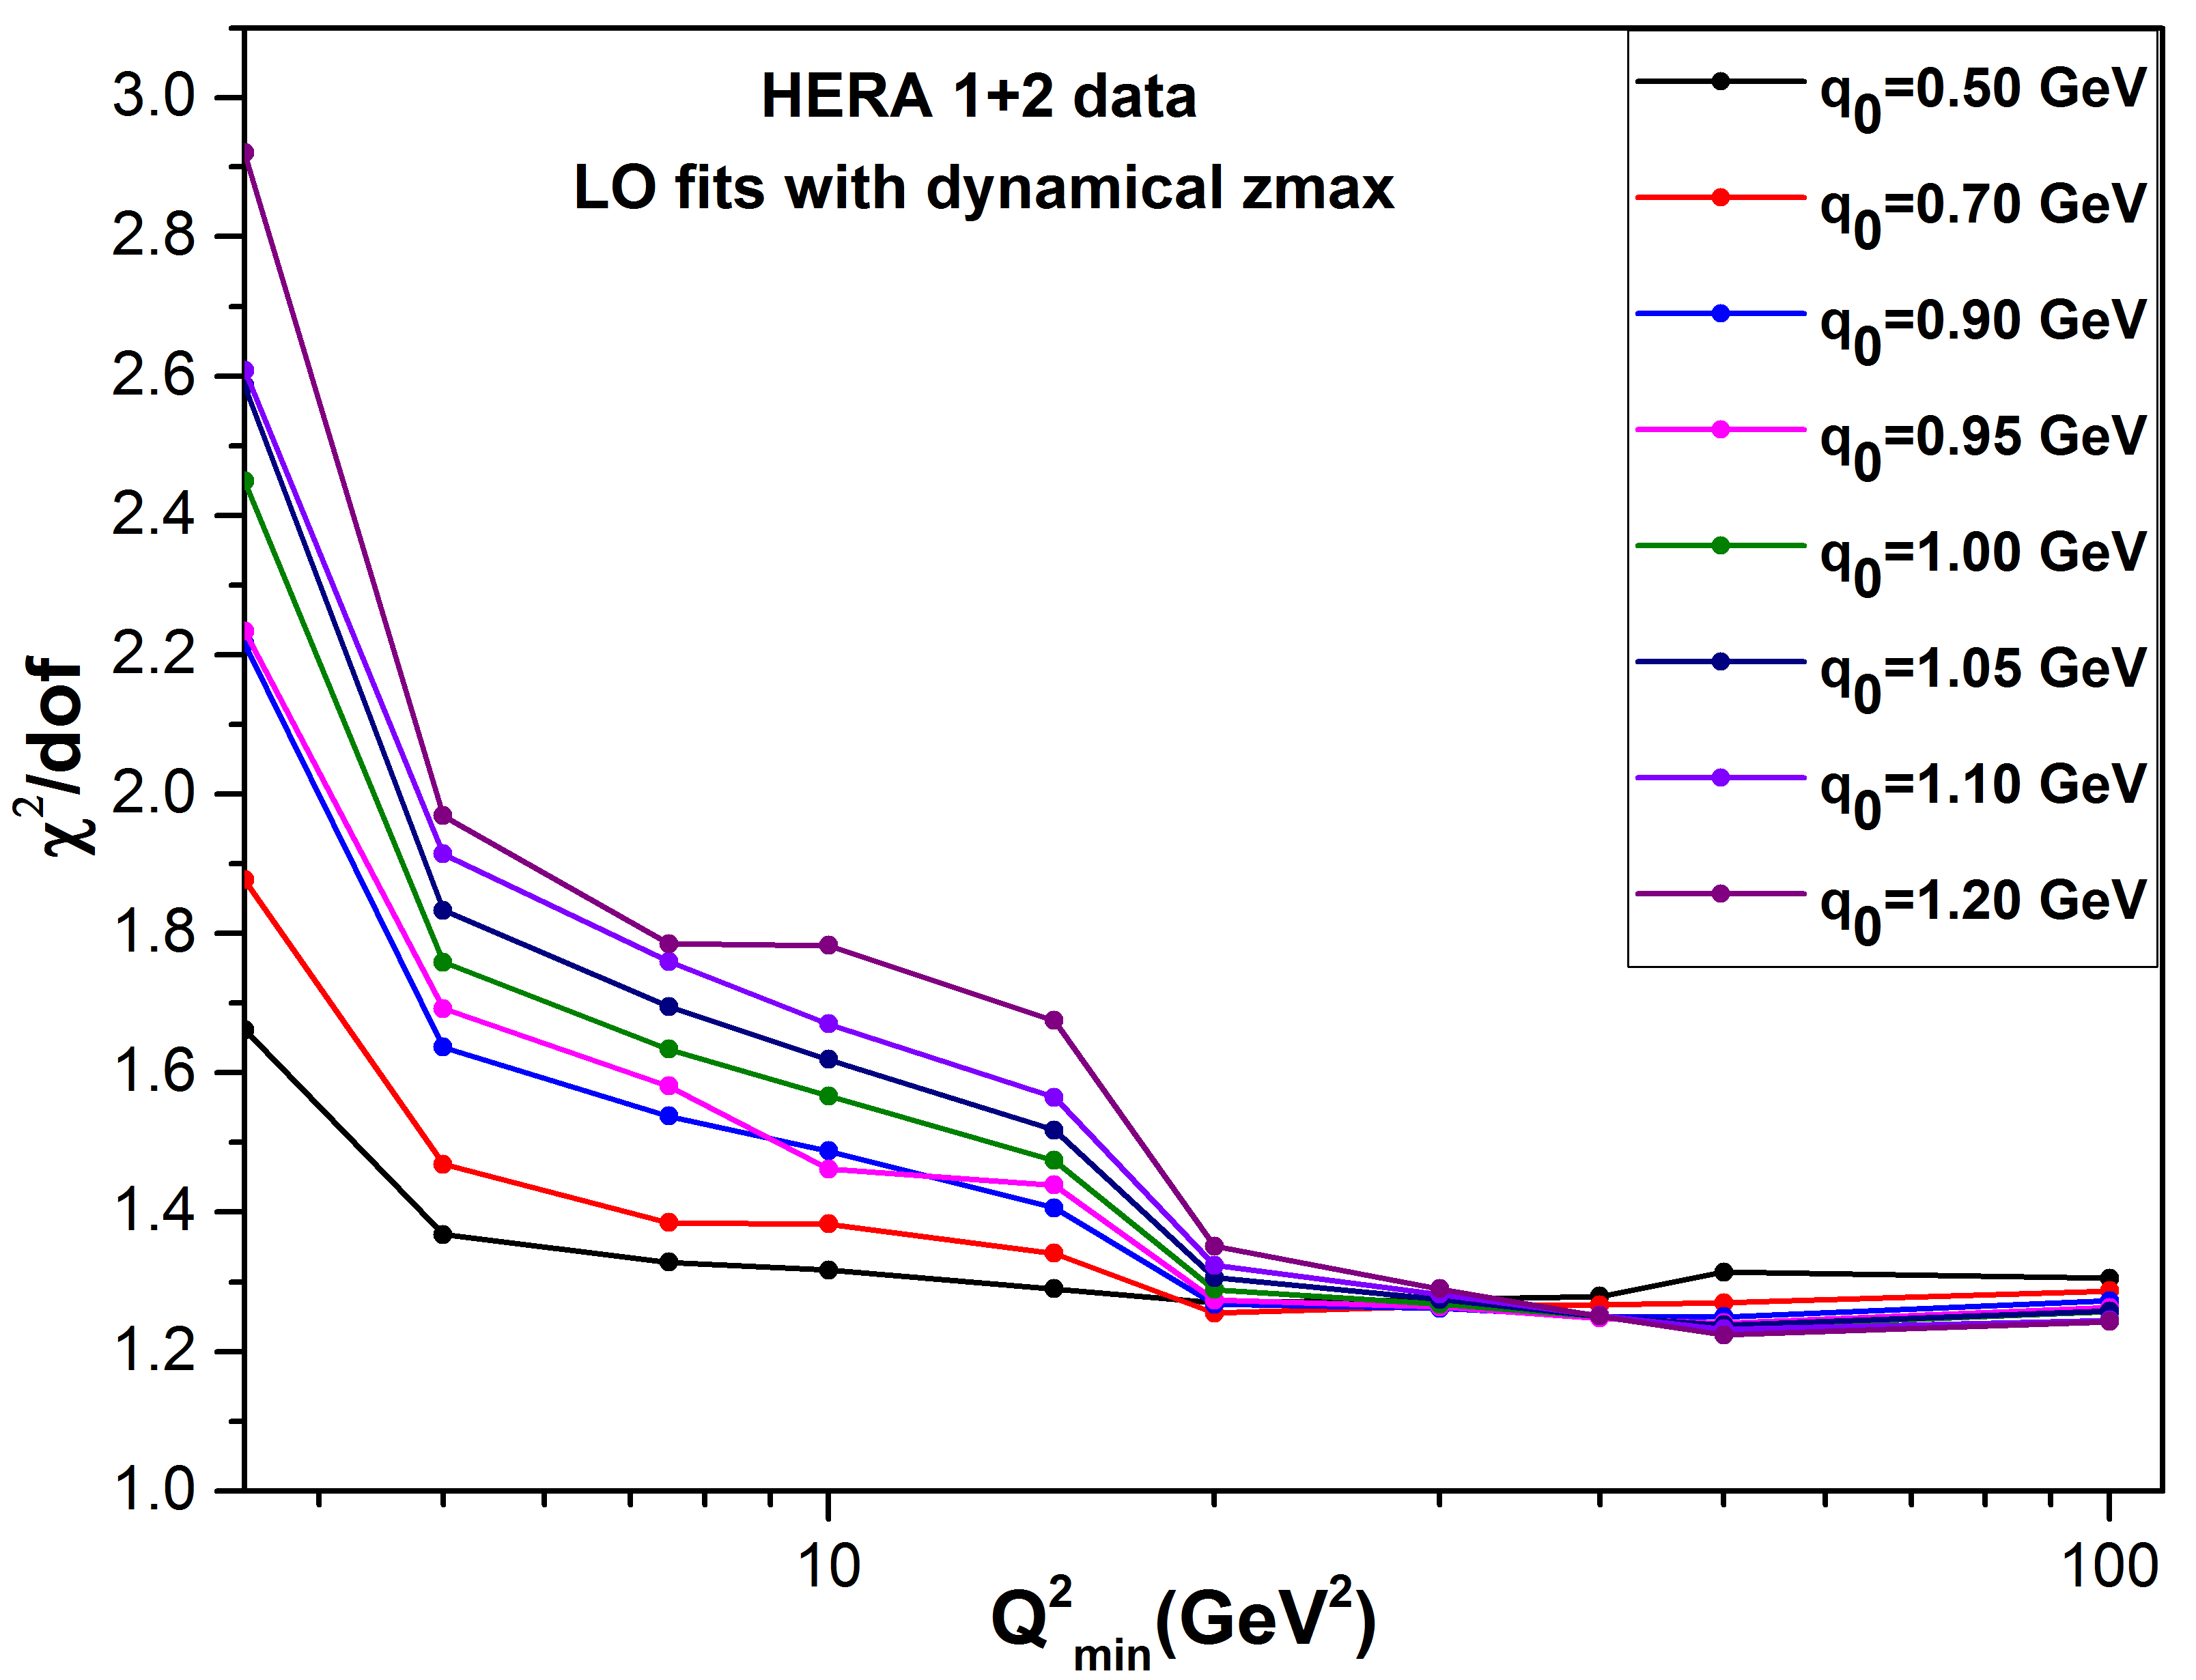 HERA 1+2 data
LO fits with dynamical zmax
q0=0.50 GeV
q0=0.70 GeV
q0=0.90 GeV
q0=0.95 GeV
q0=1.00 GeV
q0=1.05 GeV
q0=1.10 GeV
q0=1.20 GeV
3.0
2.8
2.6
2.4
2.2
2.0
1.8
1.6
1.4
1.2
1.0
χ²/dof
10
100
Q²min(GeV²)